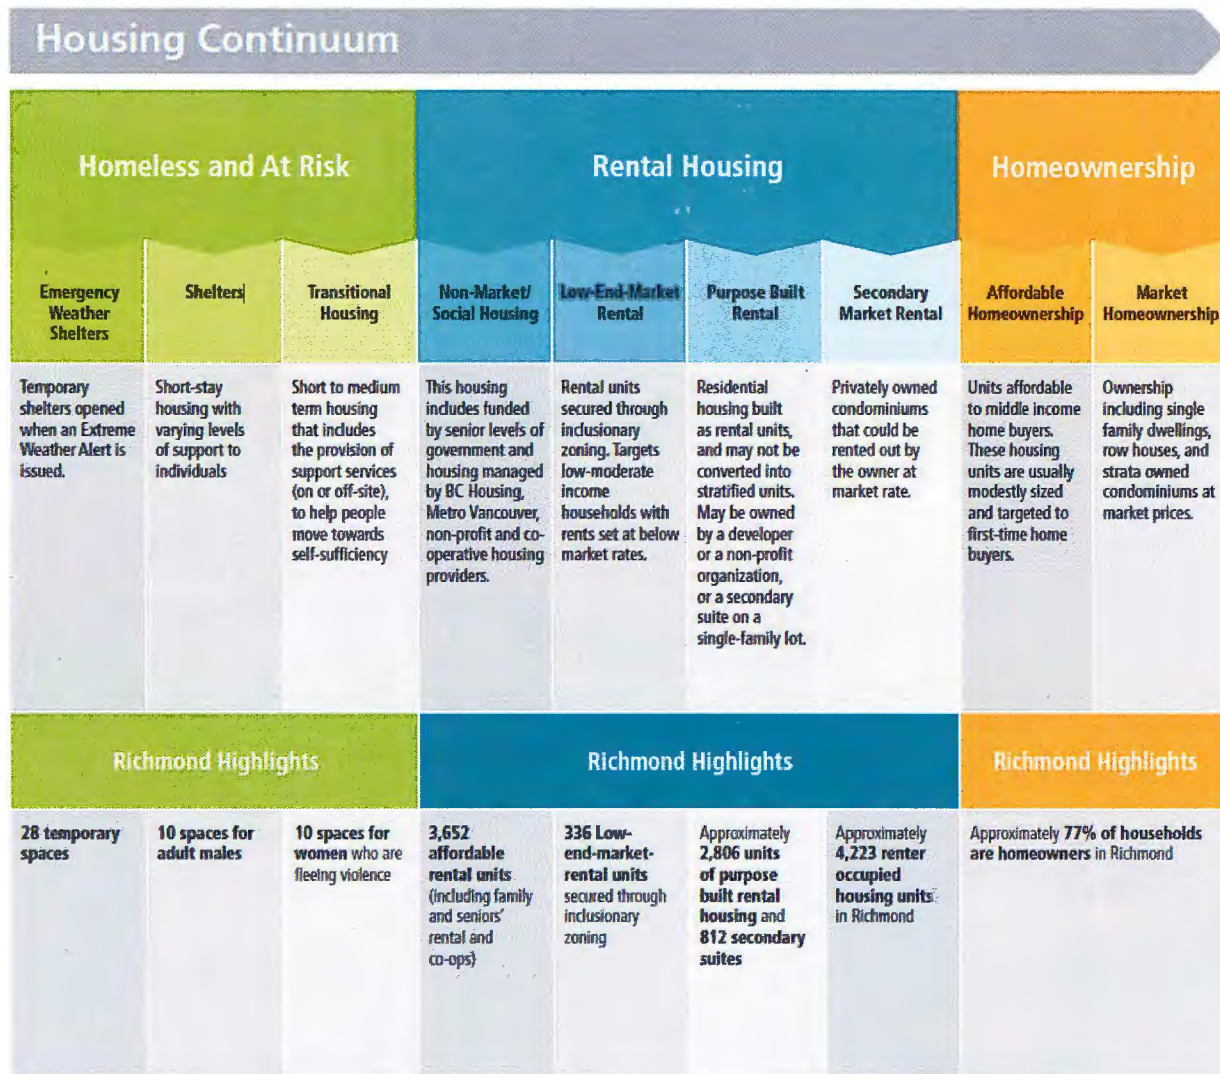 Housing Continuum
Homeless and At Risk
Rental Housing
Homeownership
Emergency
Weather
Shelters
Shelters
Transitional
Housing
Non-Market/
Social Housing
Low-End-Market
Rental
Purpose Built
Rental
Secondary
Market Rental
Affordable
Homeownership
Market
Homeownership
Temporary
shelters opened
when an Extreme
Weather Alert is
issued.
Short-stay
housing with
varying levels
of support to
individuals
Short to medium
term housing
that includes
the provision of
support services
(on or off-site),
to help people
move towards
self-sufficiency
This housing
includes funded
by senior levels of
government and
housing managed
by BC Housing,
Metro Vancouver,
non-profit and co-
operative housing
providers.
Rental units
secured through
inclusionary
zoning. Targets
low-moderate
income
households with
rents set at below
market rates.
Residential
housing built
as rental units,
and may not be
converted into
stratified units.
May be owned
by a developer
or a non-profit
organization,
or a secondary
suite on a
single-family lot.
Privately owned
condominiums
that could be
rented out by
the owner at
market rate.
Units affordable
to middle income
home buyers.
These housing
units are usually
modestly sized
and targeted to
first-time home
buyers.
Ownership
including single
family dwellings,
row houses, and
strata owned
condominiums at
market prices.
Richmond Highlights
Richmond Highlights
Richmond Highlights
28 temporary
spaces
10 spaces for
adult males
10 spaces for
women who are
fleeing violence
3,652
affordable
rental units
(including family
and seniors'
rental and
co-ops)
336 Low-
end-market-
rental units
secured through
inclusionary
zoning
Approximately
2,806 units
of purpose
built rental
housing and
812 secondary
suites
Approximately
4,223 renter
occupied
housing units
in Richmond
Approximately 77% of households
are homeowners in Richmond